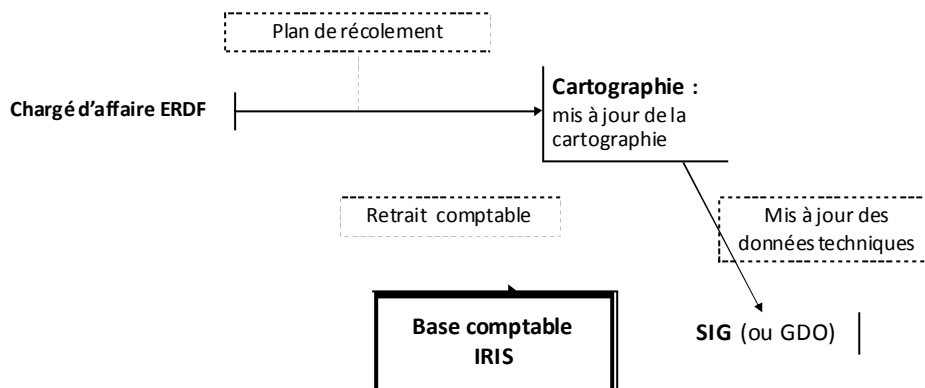 Plan de récolement
Chargé d'affaire ERDF
Cartographie :
mis à jour de la
cartographie
Retrait comptable
Mis à jour des
données techniques
Base comptable
IRIS
SIG (ou GDO)